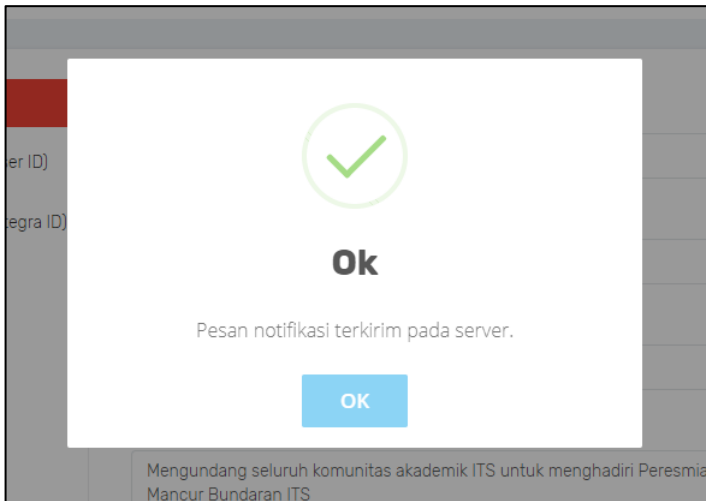 er ID)
tegra ID)
Ok
Pesan notifikasi terkirim pada server.
OK
Mengundang seluruh komunitas akademik ITS untuk menghadiri Peresmia
Mancur Bundaran ITS